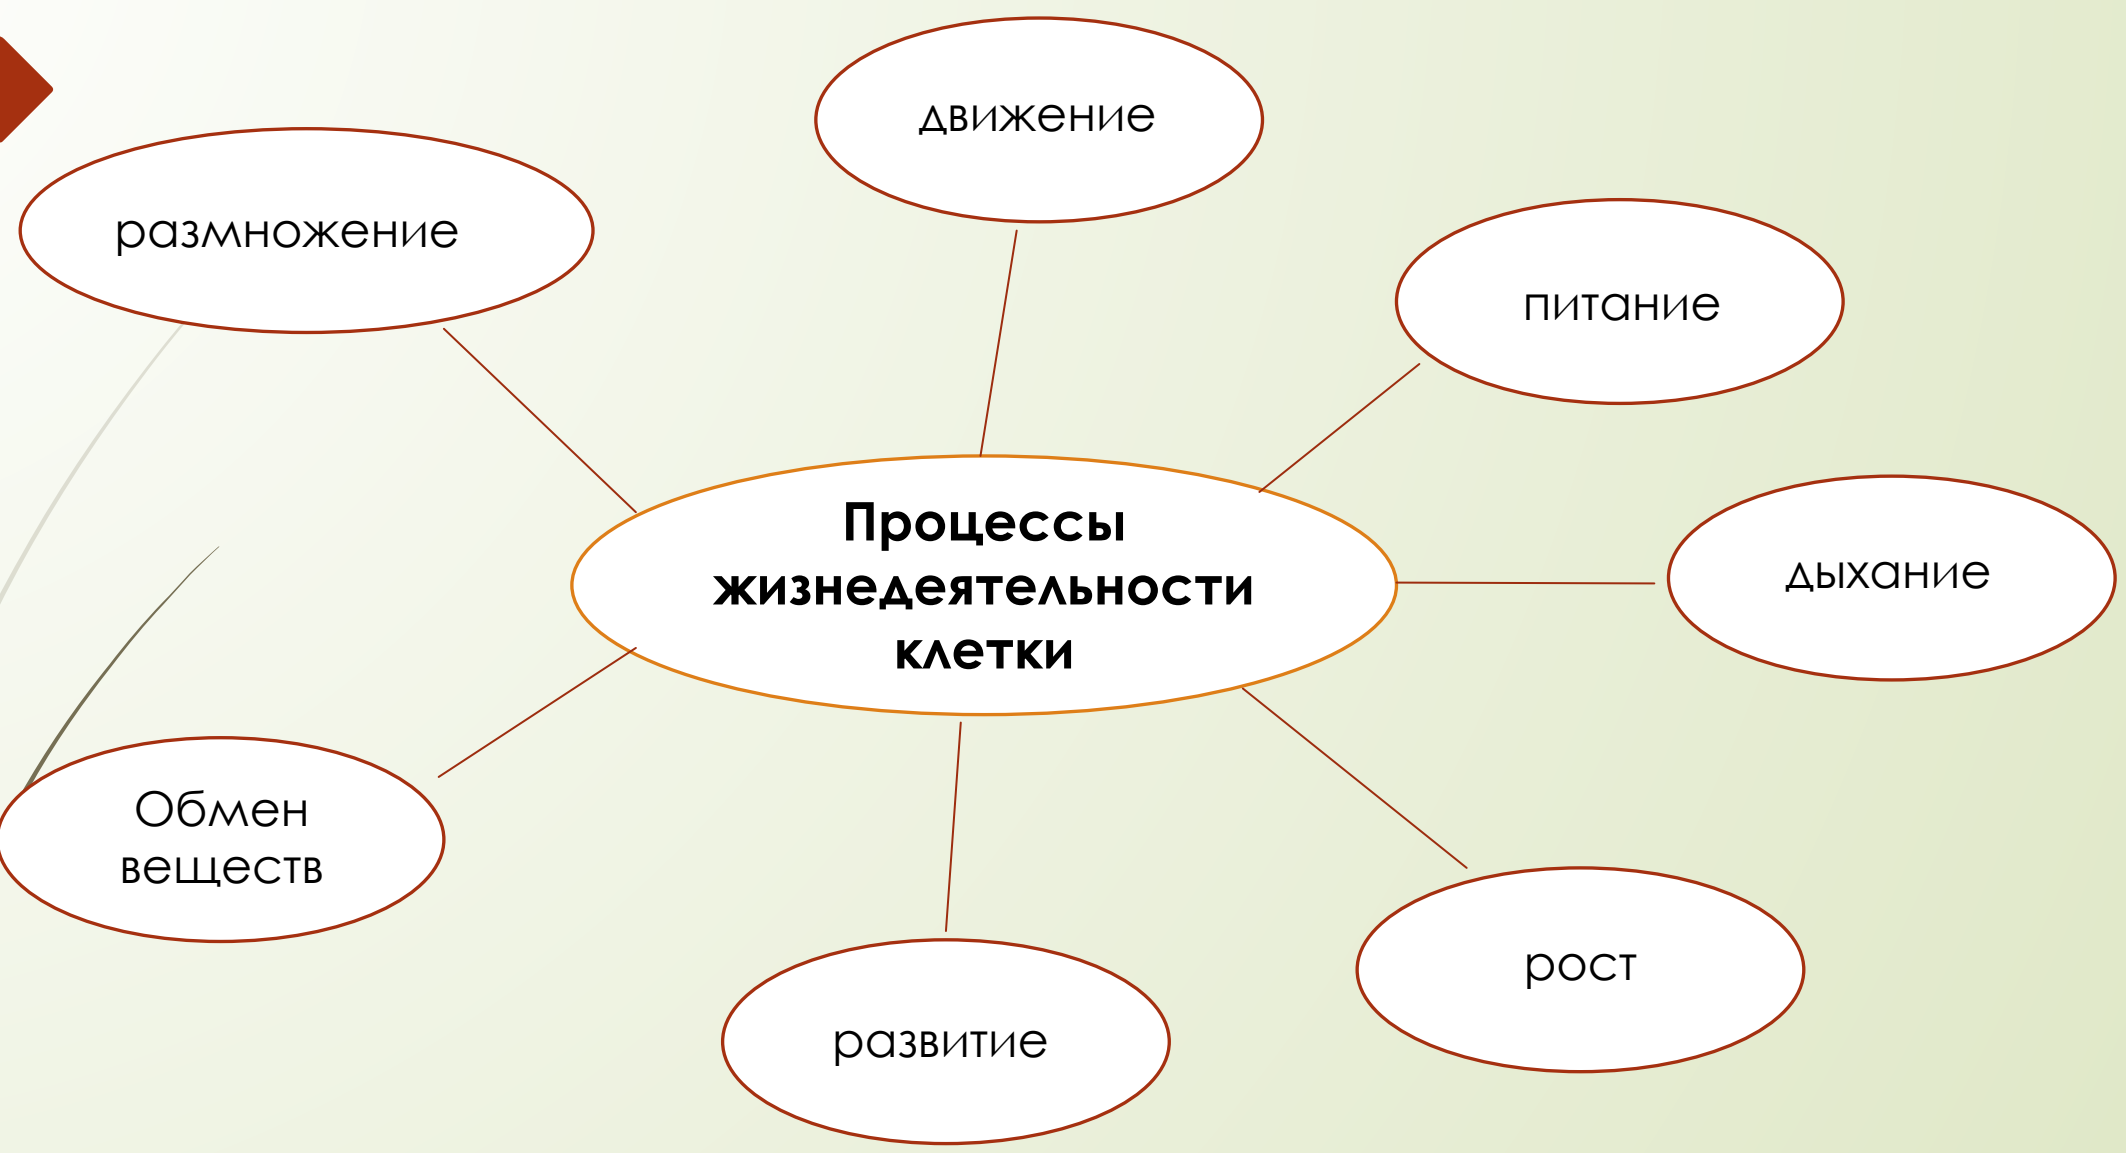 движение
размножение
питание
Процессы
жизнедеятельности
клетки
дыхание
Обмен
веществ
рост
развитие